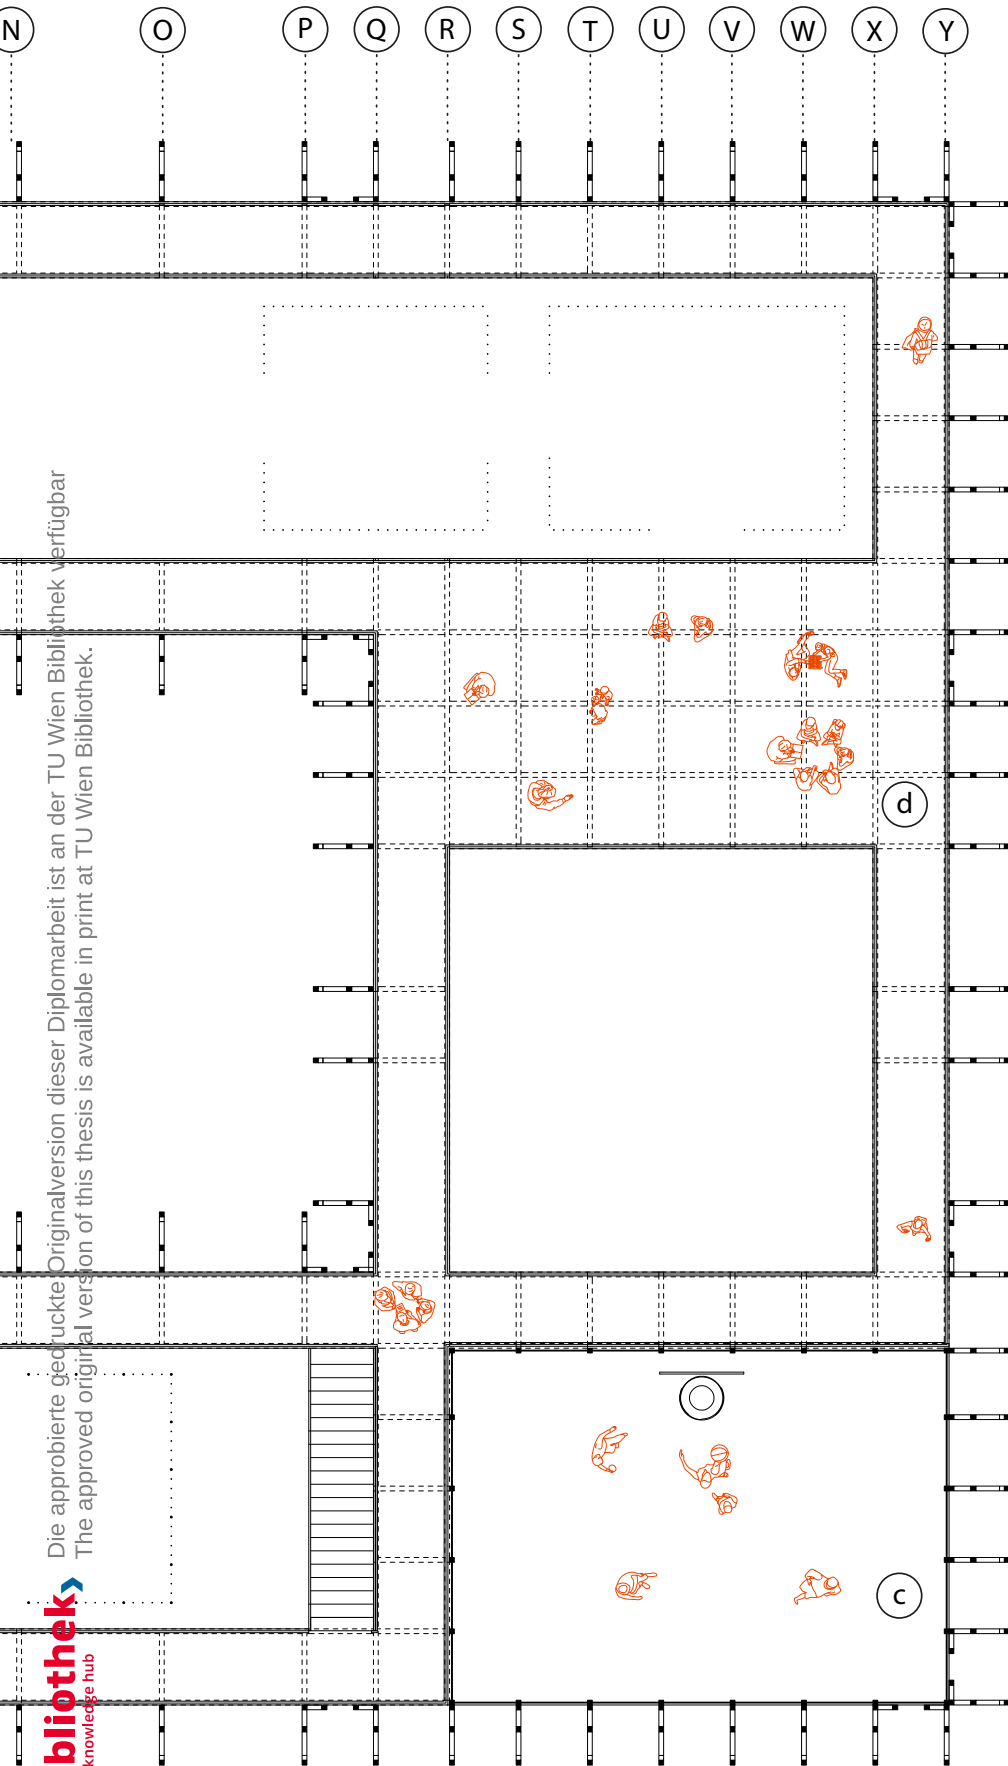 N O P Q R S T U V W X Y
d
c
Die approbierte gedruckte Originalversion dieser Diplomarbeit ist an der TU Wien Bibliothek verfügbar
The approved original version of this thesis is available in print at TU Wien Bibliothek.
bliothek
knowledge hub